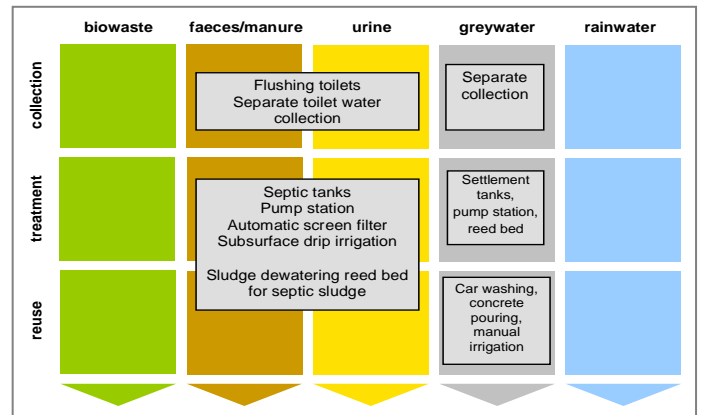 biowaste
faeces/manure
urine
greywater
rainwater
collection
Flushing toilets
Separate toilet water
collection
Separate
collection
treatment
Septic tanks
Pump station
Automatic screen filter
Subsurface drip irrigation
Sludge dewatering reed bed
for septic sludge
Settlement
tanks,
pump station,
reed bed
reuse
Car washing,
concrete
pouring,
manual
irrigation